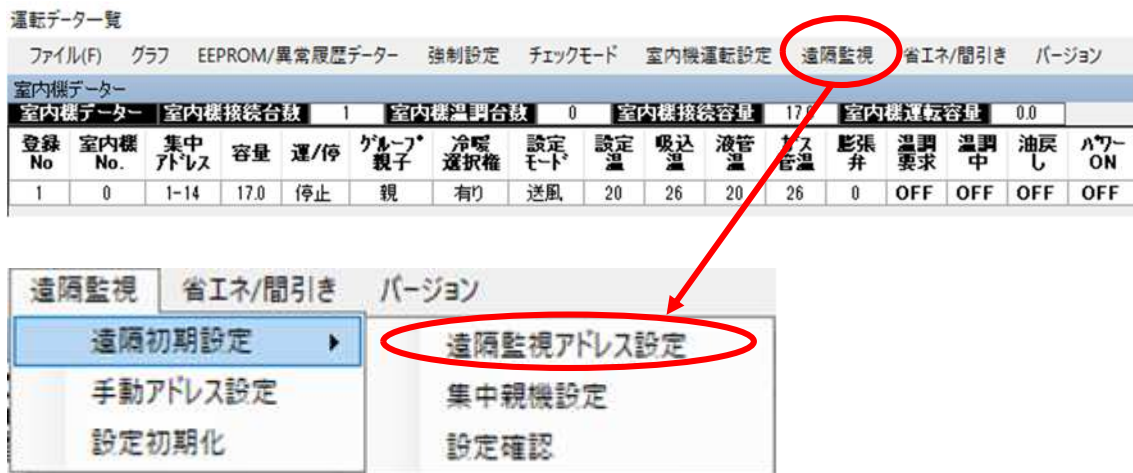 運転データ一覧
ファイル(F) グラフ EEPROM/異常履歴データー 強制設定 チェックモード 室内機運転設定 遠隔監視 省エネ/間引き バージョン
室内機データー
室内機データー 室内機接続台数 1 室内機温調台数 0 室内機接続容量 17.0 室内機運転容量 0.0
登録No 室内機No. 集中アドレス 容量 運/停 グループ親子 冷暖選択権 設定モード 設定温 吸込温 液管温 ガス管温 膨張弁 温調要求 温調中 油戻し パワーON
1 0 1-14 17.0 停止 親 有り 送風 20 26 20 26 0 OFF OFF OFF OFF
遠隔監視 省エネ/間引き バージョン
遠隔初期設定 遠隔監視アドレス設定
手動アドレス設定 集中親機設定
設定初期化 設定確認